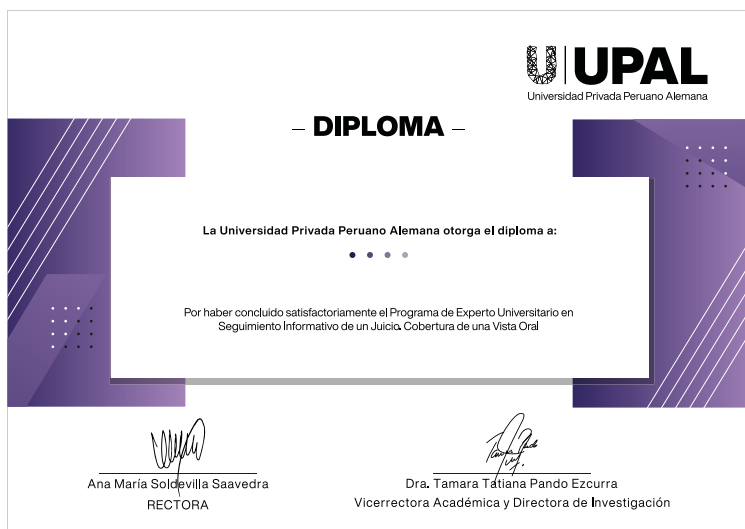 UPAL
Universidad Privada Peruano Alemana
– DIPLOMA –
La Universidad Privada Peruano Alemana otorga el diploma a:
Por haber concluido satisfactoriamente el Programa de Experto Universitario en
Seguimiento Informativo de un Juicio. Cobertura de una Vista Oral
Ana María Soldevilla Saavedra
RECTORA
Dra. Tamara Tatiana Pando Ezcurra
Vicerrectora Académica y Directora de Investigación